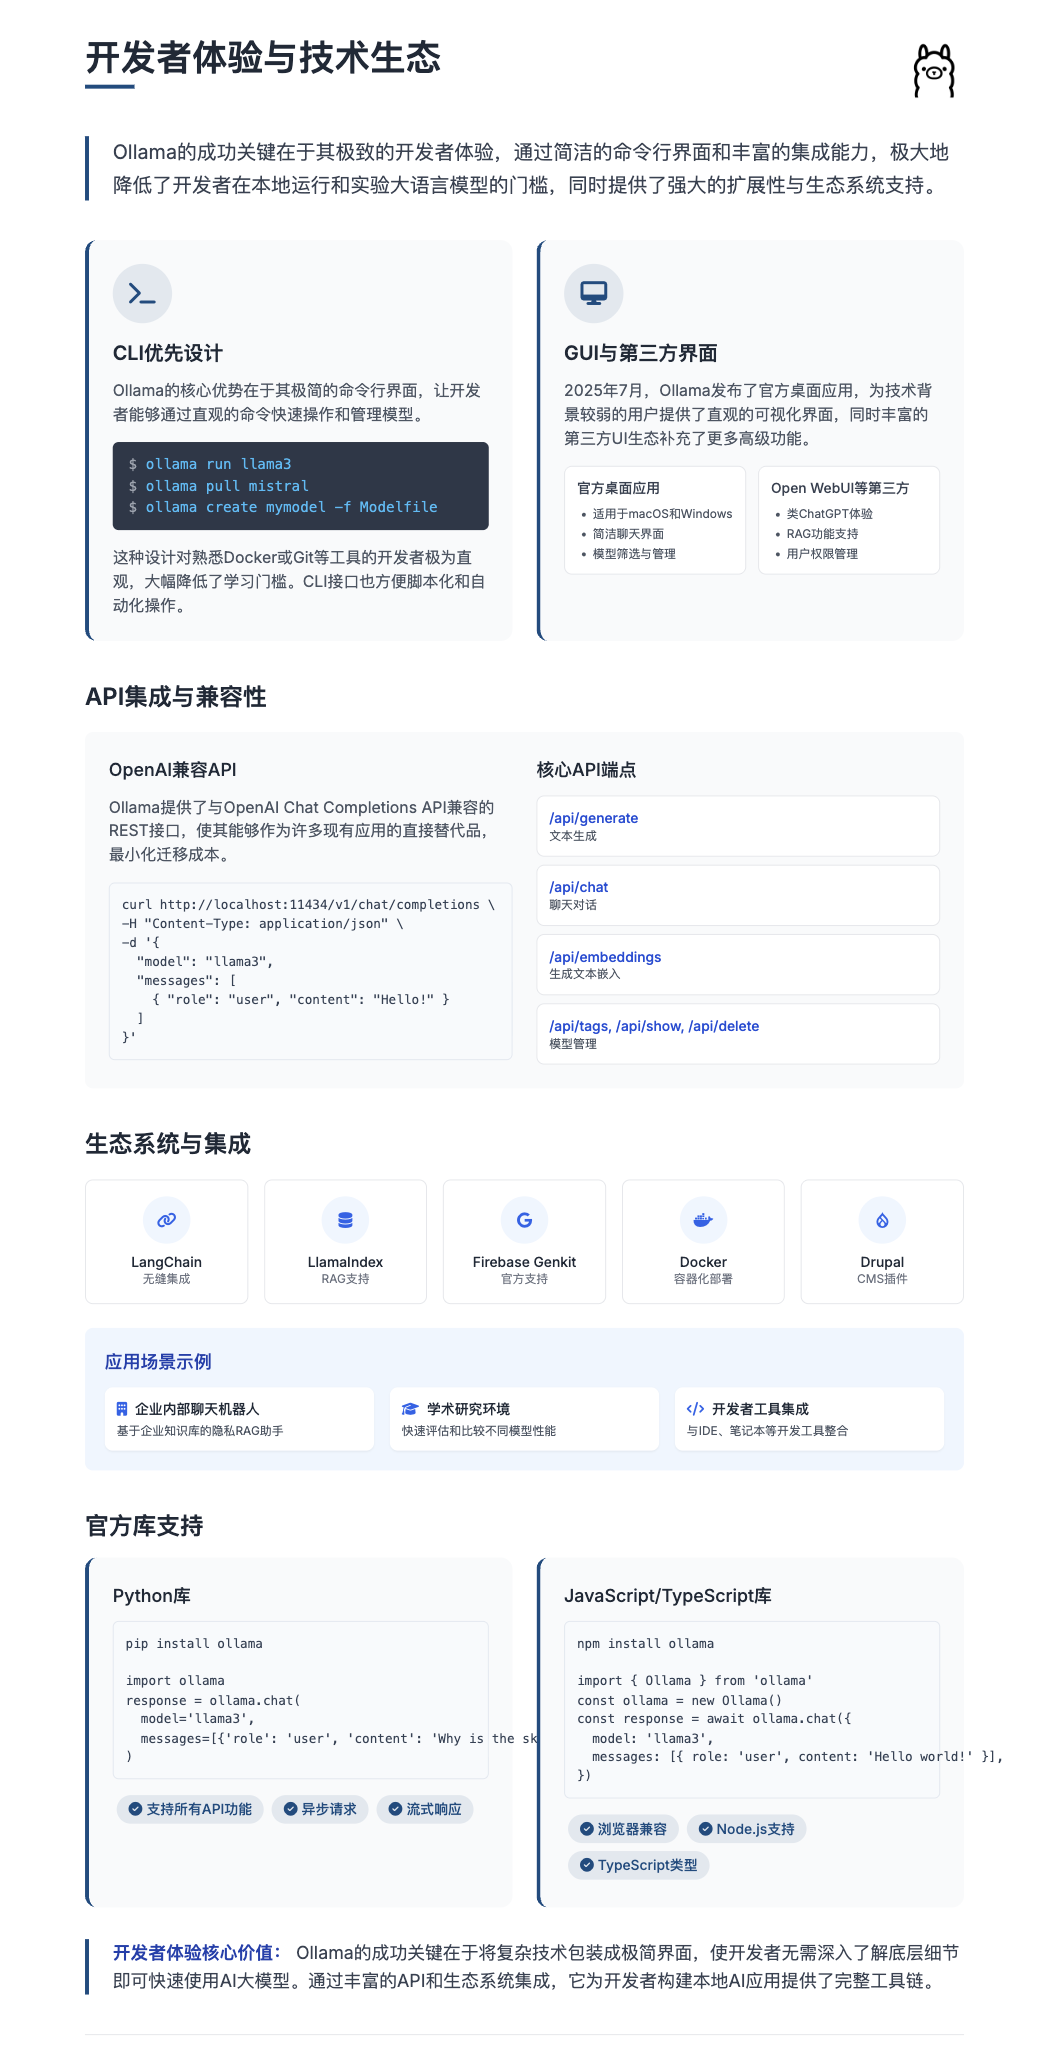 开发者体验与技术生态
Ollama的成功关键在于其极致的开发者体验，通过简洁的命令行界面和丰富的集成能力，极大地
降低了开发者在本地运行和实验大语言模型的门槛，同时提供了强大的扩展性与生态系统支持。
CLI优先设计
Ollama的核心优势在于其极简的命令行界面，让开发
者能够通过直观的命令快速操作和管理模型。
$ ollama run llama3
$ ollama pull mistral
$ ollama create mymodel -f Modelfile
这种设计对熟悉Docker或Git等工具的开发者极为直
观，大幅降低了学习门槛。CLI接口也方便脚本化和自
动化操作。
GUI与第三方界面
2025年7月，Ollama发布了官方桌面应用，为技术背
景较弱的用户提供了直观的可视化界面，同时丰富的
第三方UI生态补充了更多高级功能。
官方桌面应用
• 适用于macOS和Windows
• 简洁聊天界面
• 模型筛选与管理
Open WebUI等第三方
• 类ChatGPT体验
• RAG功能支持
• 用户权限管理
API集成与兼容性
OpenAI兼容API
Ollama提供了与OpenAI Chat Completions API兼容的
REST接口，使其能够作为许多现有应用的直接替代品，
最小化迁移成本。
curl http://localhost:11434/v1/chat/completions \
-H "Content-Type: application/json" \
-d '{
"model": "llama3",
"messages": [
{ "role": "user", "content": "Hello!" }
]
}'
核心API端点
/api/generate
文本生成
/api/chat
聊天对话
/api/embeddings
生成文本嵌入
/api/tags, /api/show, /api/delete
模型管理
生态系统与集成
LangChain
无缝集成
LlamaIndex
RAG支持
Firebase Genkit
官方支持
Docker
容器化部署
Drupal
CMS插件
应用场景示例
企业内部聊天机器人
基于企业知识库的隐私RAG助手
学术研究环境
快速评估和比较不同模型性能
开发者工具集成
与IDE、笔记本等开发工具整合
官方库支持
Python库
pip install ollama
import ollama
response = ollama.chat(
model='llama3',
messages=[{'role': 'user', 'content': 'Why is the sk
)
支持所有API功能
异步请求
流式响应
JavaScript/TypeScript库
npm install ollama
import { Ollama } from 'ollama'
const ollama = new Ollama()
const response = await ollama.chat({
model: 'llama3',
messages: [{ role: 'user', content: 'Hello world!' }],
})
浏览器兼容
Node.js支持
TypeScript类型
开发者体验核心价值： Ollama的成功关键在于将复杂技术包装成极简界面，使开发者无需深入了解底层细节
即可快速使用AI大模型。通过丰富的API和生态系统集成，它为开发者构建本地AI应用提供了完整工具链。